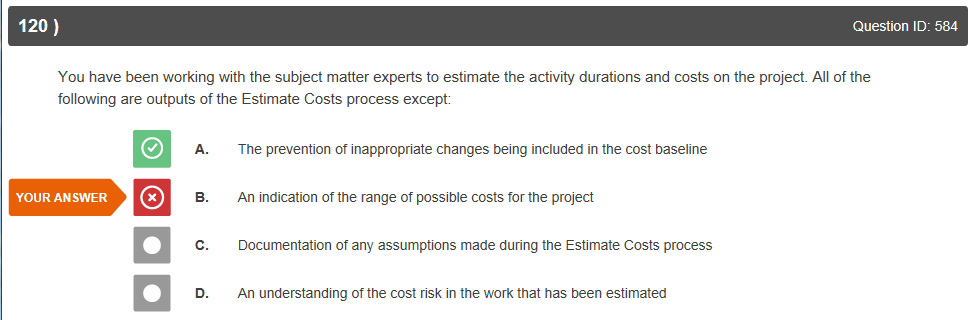 120 )
Question ID: 584
You have been working with the subject matter experts to estimate the activity durations and costs on the project. All of the
following are outputs of the Estimate Costs process except:
A. The prevention of inappropriate changes being included in the cost baseline
YOUR ANSWER B. An indication of the range of possible costs for the project
C. Documentation of any assumptions made during the Estimate Costs process
D. An understanding of the cost risk in the work that has been estimated